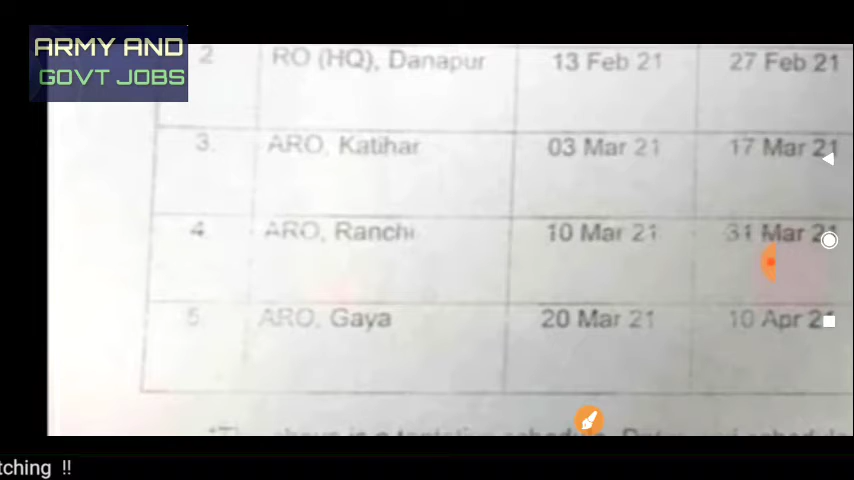 ARMY AND
GOVT JOBS
2 RO (HQ), Danapur 13 Feb 21 27 Feb 21
3. ARO, Katihar 03 Mar 21 17 Mar 21
4 ARO, Ranchi 10 Mar 21 31 Mar 21
5. ARO, Gaya 20 Mar 21 10 Apr 21
tching !!